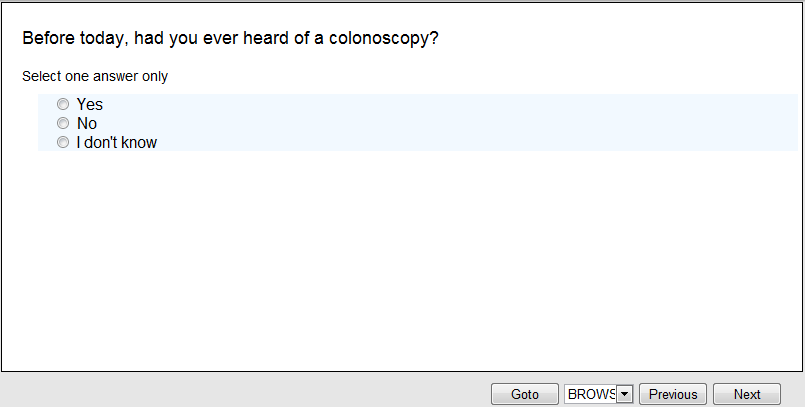 Before today, had you ever heard of a colonoscopy?
Select one answer only
Yes
No
I don't know
Goto BROWS Previous Next